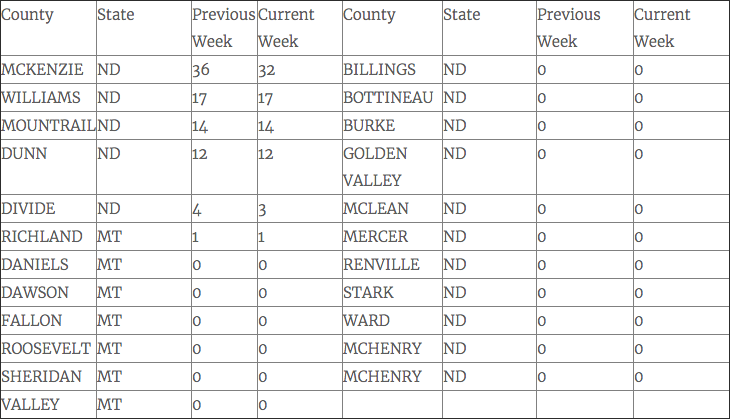 County State Previous Week Current Week County State Previous Week Current Week
MCKENZIE ND 36 32 BILLINGS ND 0 0
WILLIAMS ND 17 17 BOTTINEAU ND 0 0
MOUNTRAIL ND 14 14 BURKE ND 0 0
DUNN ND 12 12 GOLDEN VALLEY ND 0 0
DIVIDE ND 4 3 MCLEAN ND 0 0
RICHLAND MT 1 1 MERCER ND 0 0
DANIELS MT 0 0 RENVILLE ND 0 0
DAWSON MT 0 0 STARK ND 0 0
FALLON MT 0 0 WARD ND 0 0
ROOSEVELT MT 0 0 MCHENRY ND 0 0
SHERIDAN MT 0 0 MCHENRY ND 0 0
VALLEY MT 0 0